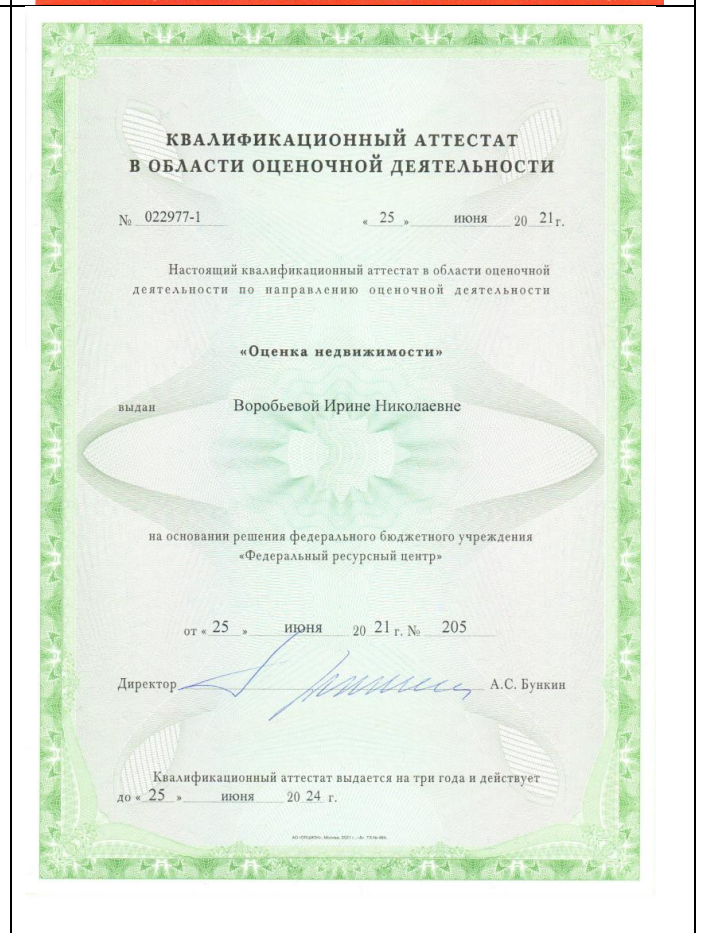 КВАЛИФИКАЦИОННЫЙ АТТЕСТАТ
В ОБЛАСТИ ОЦЕНОЧНОЙ ДЕЯТЕЛЬНОСТИ
№ 022977-1 « 25 » июня 20 21 г.
Настоящий квалификационный аттестат в области оценочной
деятельности по направлению оценочной деятельности
«Оценка недвижимости»
выдан Воробьевой Ирине Николаевне
на основании решения федерального бюджетного учреждения
«Федеральный ресурсный центр»
от « 25 » июня 20 21 г. № 205
Директор А.С. Бункин
Квалификационный аттестат выдается на три года и действует
до « 25 » июня 20 24 г.